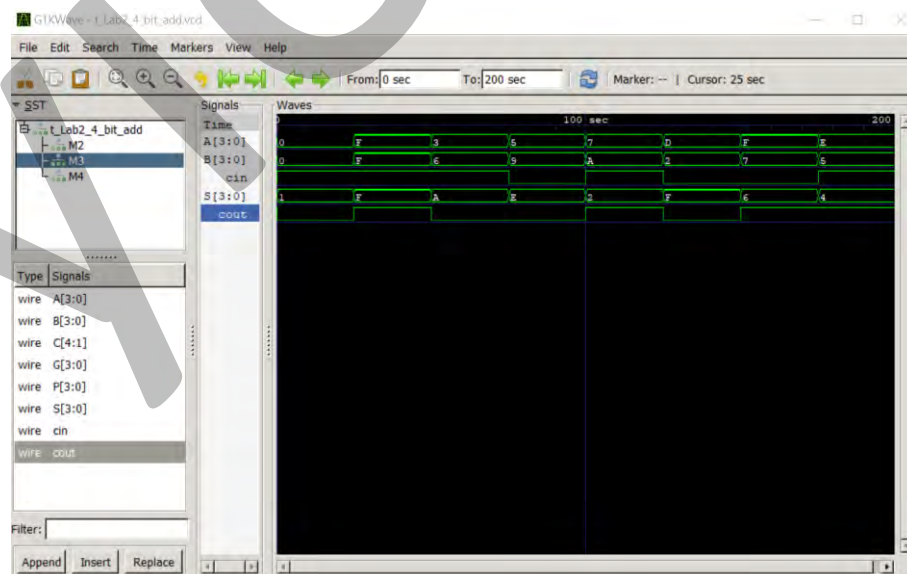 GTKWave - t_Lab2_4_bit_add.vcd
File Edit Search Time Markers View Help
From: 0 sec To: 200 sec Marker: -- | Cursor: 25 sec
SST
t_Lab2_4_bit_add
M2
M3
M4
Type Signals
wire A[3:0]
wire B[3:0]
wire C[4:1]
wire G[3:0]
wire P[3:0]
wire S[3:0]
wire cin
wire cout
Filter:
Append Insert Replace
Signals
Time
A[3:0]
B[3:0]
cin
S[3:0]
cout
Waves
100 sec 200
0 F 3 5 7 D F E
0 F 6 9 A 2 7 5
1 F A E 2 F 6 4